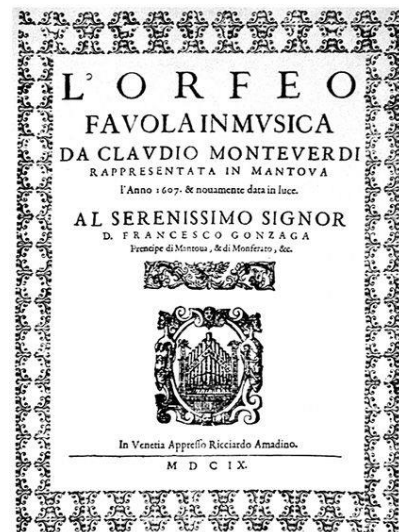 L' O R F E O
FAVOLA IN MVSICA
DA CLAVDIO MONTEVERDI
RAPPRESENTATA IN MANTOVA
l'Anno 1607. & nouamente data in luce.
AL SERENISSIMO SIGNOR
D. FRANCESCO GONZAGA
Prencipe di Mantoua, & di Monferato, &c.
In Venetia Appreſſo Ricciardo Amadino.
M D C IX.